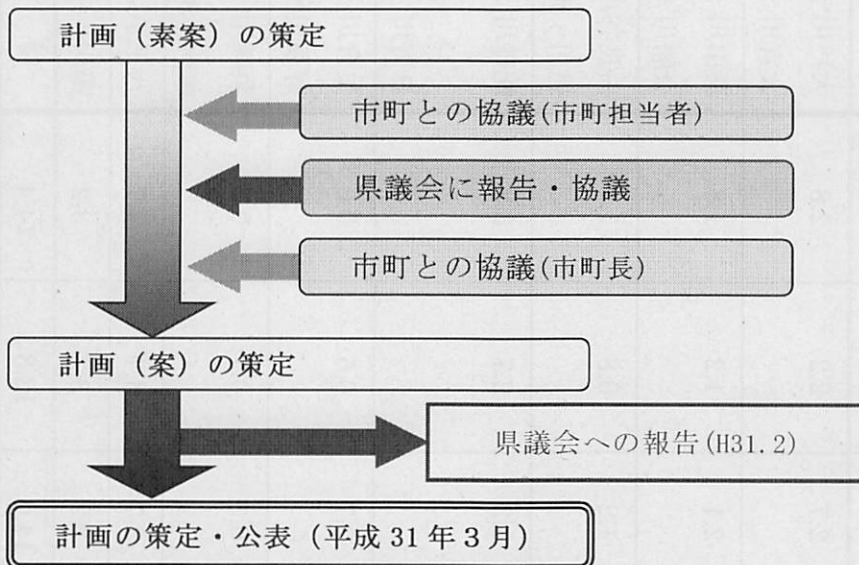 計画（素案）の策定
市町との協議(市町担当者)
県議会に報告・協議
市町との協議(市町長)
計画（案）の策定
県議会への報告(H31.2)
計画の策定・公表（平成 31 年３月）